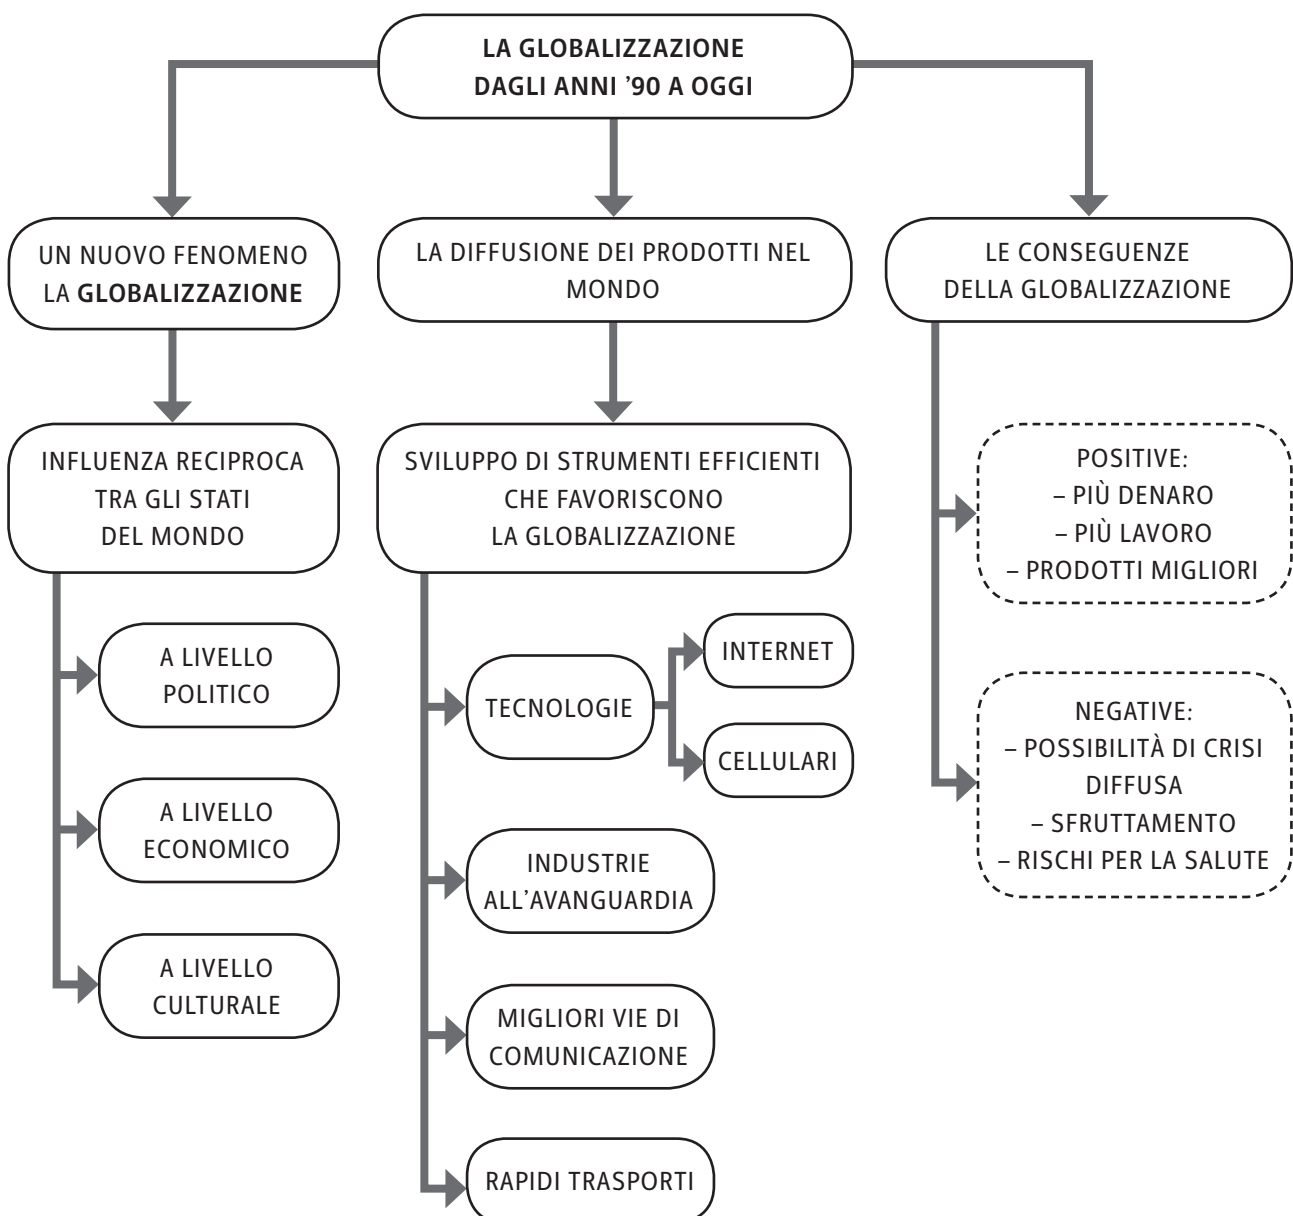 LA GLOBALIZZAZIONE
DAGLI ANNI ’90 A OGGI
UN NUOVO FENOMENO
LA GLOBALIZZAZIONE
LA DIFFUSIONE DEI PRODOTTI NEL
MONDO
LE CONSEGUENZE
DELLA GLOBALIZZAZIONE
INFLUENZA RECIPROCA
TRA GLI STATI
DEL MONDO
SVILUPPO DI STRUMENTI EFFICIENTI
CHE FAVORISCONO
LA GLOBALIZZAZIONE
POSITIVE:
– PIÙ DENARO
– PIÙ LAVORO
– PRODOTTI MIGLIORI
A LIVELLO
POLITICO
A LIVELLO
ECONOMICO
A LIVELLO
CULTURALE
TECNOLOGIE
INTERNET
CELLULARI
INDUSTRIE
ALL’AVANGUARDIA
MIGLIORI VIE DI
COMUNICAZIONE
RAPIDI TRASPORTI
NEGATIVE:
– POSSIBILITÀ DI CRISI
DIFFUSA
– SFRUTTAMENTO
– RISCHI PER LA SALUTE